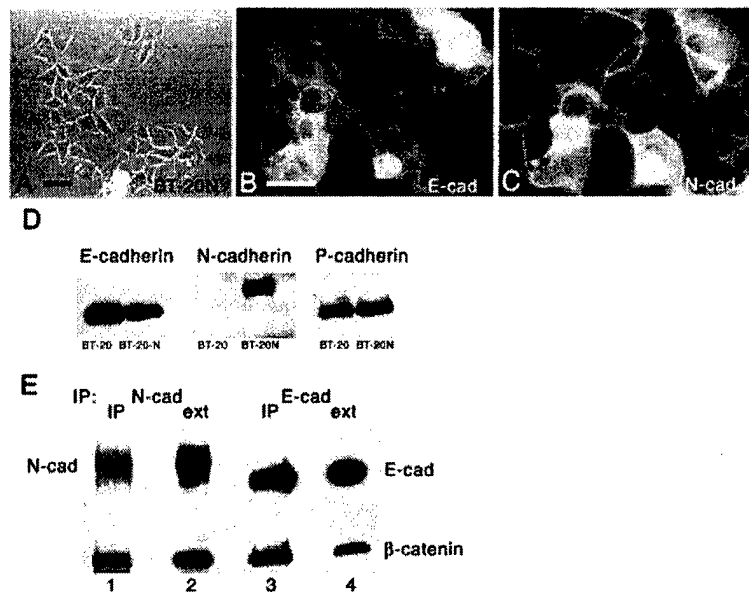 A
BT-20N
B
E-cad
C
N-cad
D
E-cadherin N-cadherin P-cadherin
BT-20 BT-20-N BT-20 BT-20N BT-20 BT-20N
E
IP: N-cad E-cad
IP ext IP ext
N-cad E-cad
β-catenin
1 2 3 4